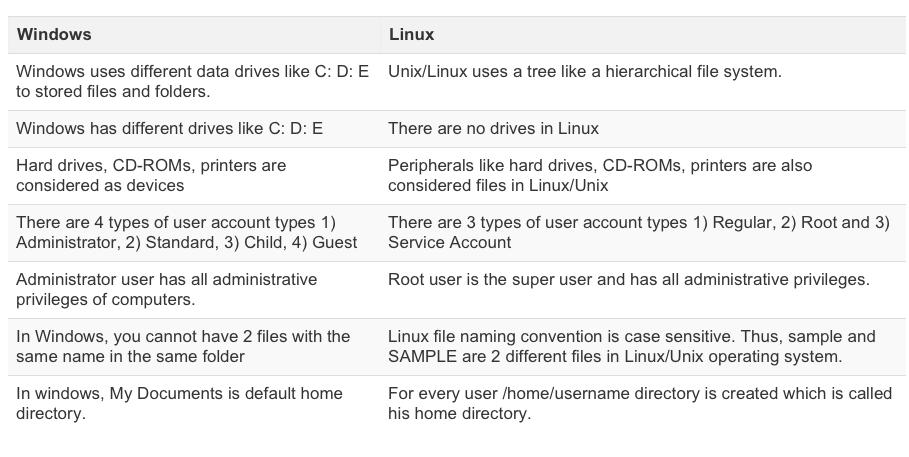 Windows
Linux
Windows uses different data drives like C: D: E
to stored files and folders.
Unix/Linux uses a tree like a hierarchical file system.
Windows has different drives like C: D: E
There are no drives in Linux
Hard drives, CD-ROMs, printers are
considered as devices
Peripherals like hard drives, CD-ROMs, printers are also
considered files in Linux/Unix
There are 4 types of user account types 1)
Administrator, 2) Standard, 3) Child, 4) Guest
There are 3 types of user account types 1) Regular, 2) Root and 3)
Service Account
Administrator user has all administrative
privileges of computers.
Root user is the super user and has all administrative privileges.
In Windows, you cannot have 2 files with the
same name in the same folder
Linux file naming convention is case sensitive. Thus, sample and
SAMPLE are 2 different files in Linux/Unix operating system.
In windows, My Documents is default home
directory.
For every user /home/username directory is created which is called
his home directory.